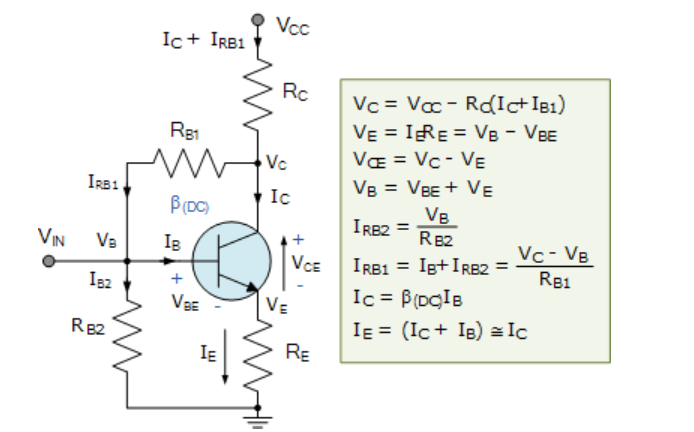 VCC
IC + IRB1
RC
RB1
VC
IRB1
IC
β(DC)
VIN
VB
IB
+
VCE
-
IB2
+
VBE
-
VE
RB2
IE
RE
VC = VCC - RC(IC+IB1)
VE = IERE = VB - VBE
VCE = VC - VE
VB = VBE + VE
IRB2 = VB / RB2
IRB1 = IB+IRB2 = VC - VB / RB1
IC = β(DC)IB
IE = (IC + IB) ≅ IC